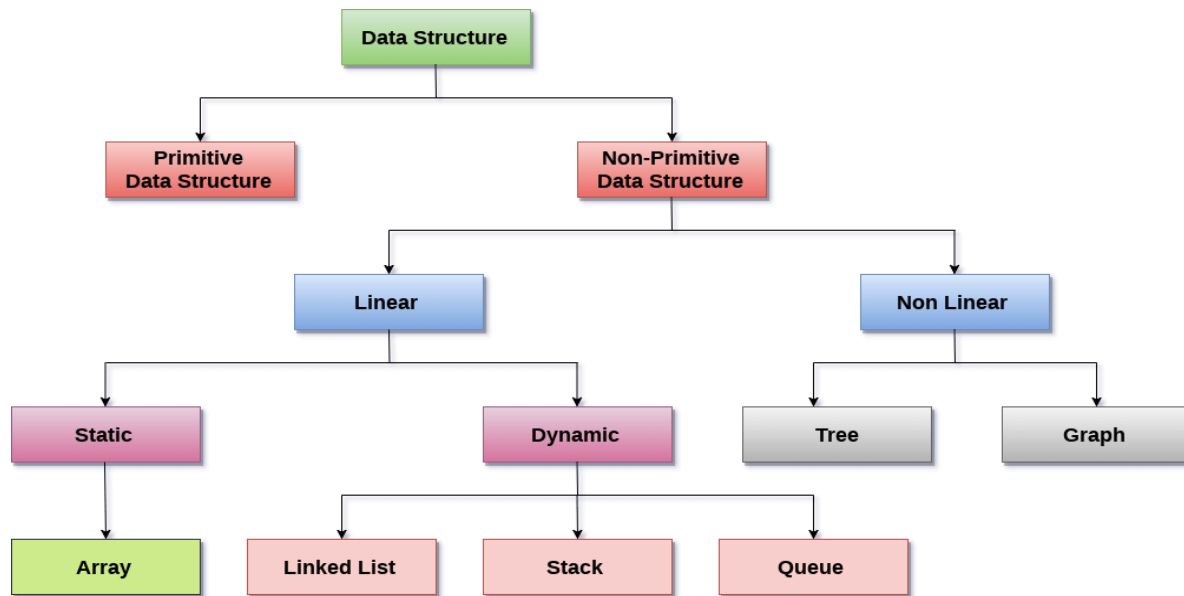 Data Structure
Primitive
Data Structure
Non-Primitive
Data Structure
Linear
Non Linear
Static
Dynamic
Tree
Graph
Array
Linked List
Stack
Queue